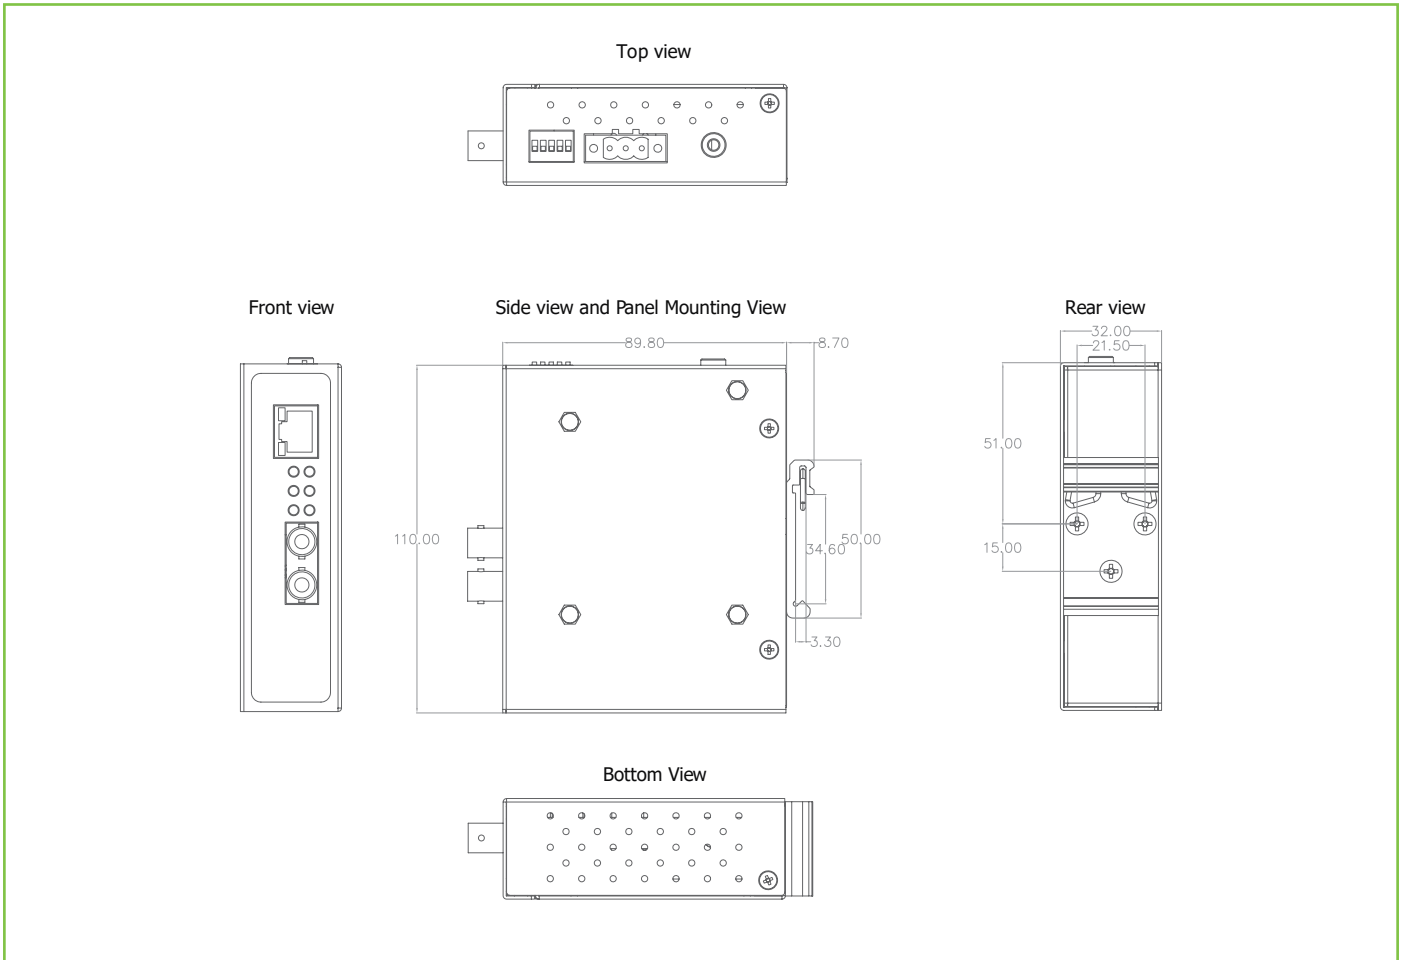 Top view
Front view
Side view and Panel Mounting View
Rear view
89.80
8.70
32.00
21.50
51.00
110.00
34.60
50.00
15.00
3.30
Bottom View